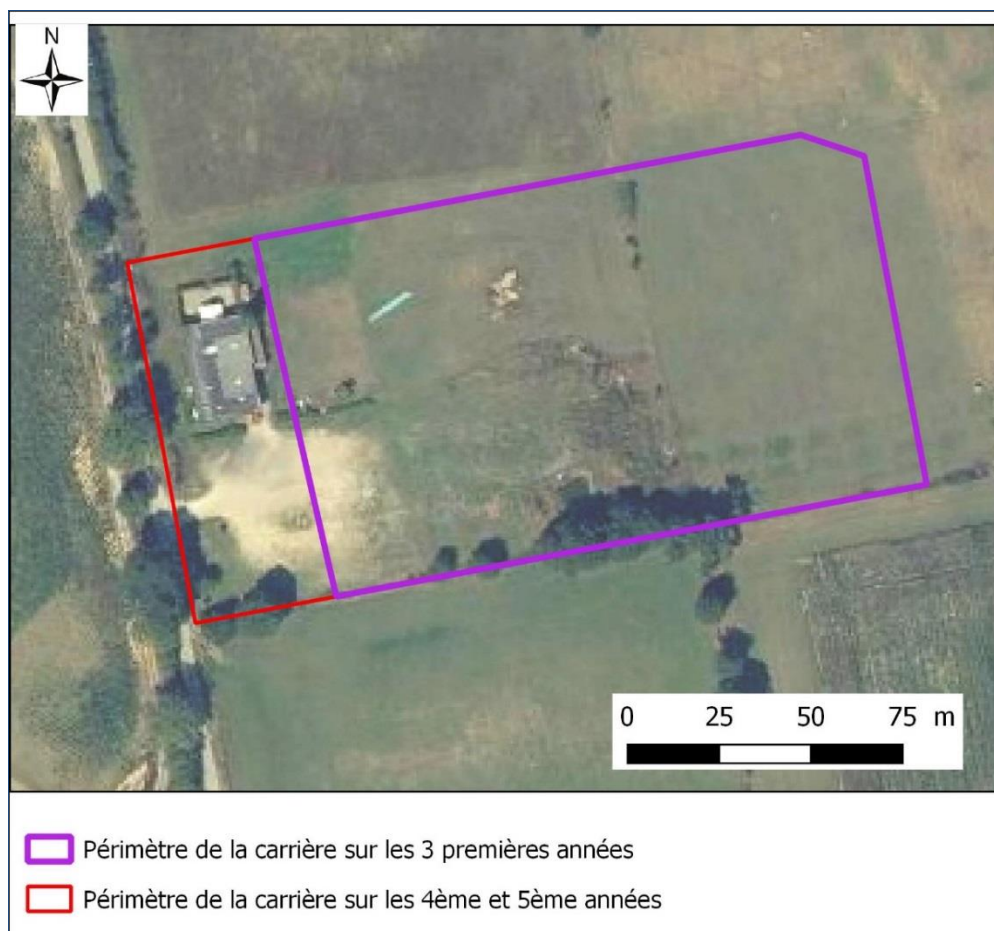 N
0 25 50 75 m
Périmètre de la carrière sur les 3 premières années
Périmètre de la carrière sur les 4ème et 5ème années